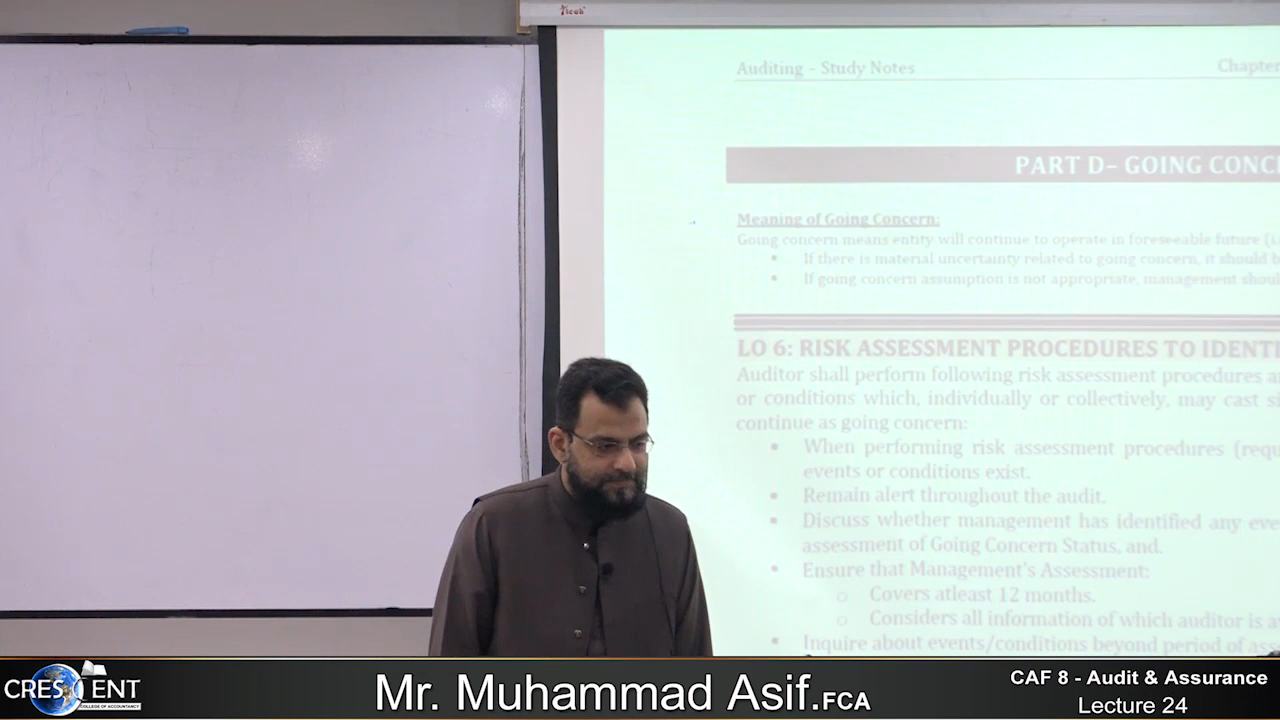 Auditing – Study Notes
Chapter
PART D– GOING CONC
Meaning of Going Concern:
Going concern means entity will continue to operate in foreseeable future (i.
▪ If there is material uncertainty related to going concern, it should b
▪ If going concern assumption is not appropriate, management shou
LO 6: RISK ASSESSMENT PROCEDURES TO IDENTI
Auditor shall perform following risk assessment procedures a
or conditions which, individually or collectively, may cast si
continue as going concern:
▪ When performing risk assessment procedures (requ
events or conditions exist.
▪ Remain alert throughout the audit.
▪ Discuss whether management has identified any eve
assessment of Going Concern Status, and.
▪ Ensure that Management's Assessment:
o Covers atleast 12 months.
o Considers all information of which auditor is a
▪ Inquire about events/conditions beyond period of ass
CRESCENT
COLLEGE OF ACCOUNTANCY
Mr. Muhammad Asif.FCA
CAF 8 - Audit & Assurance
Lecture 24